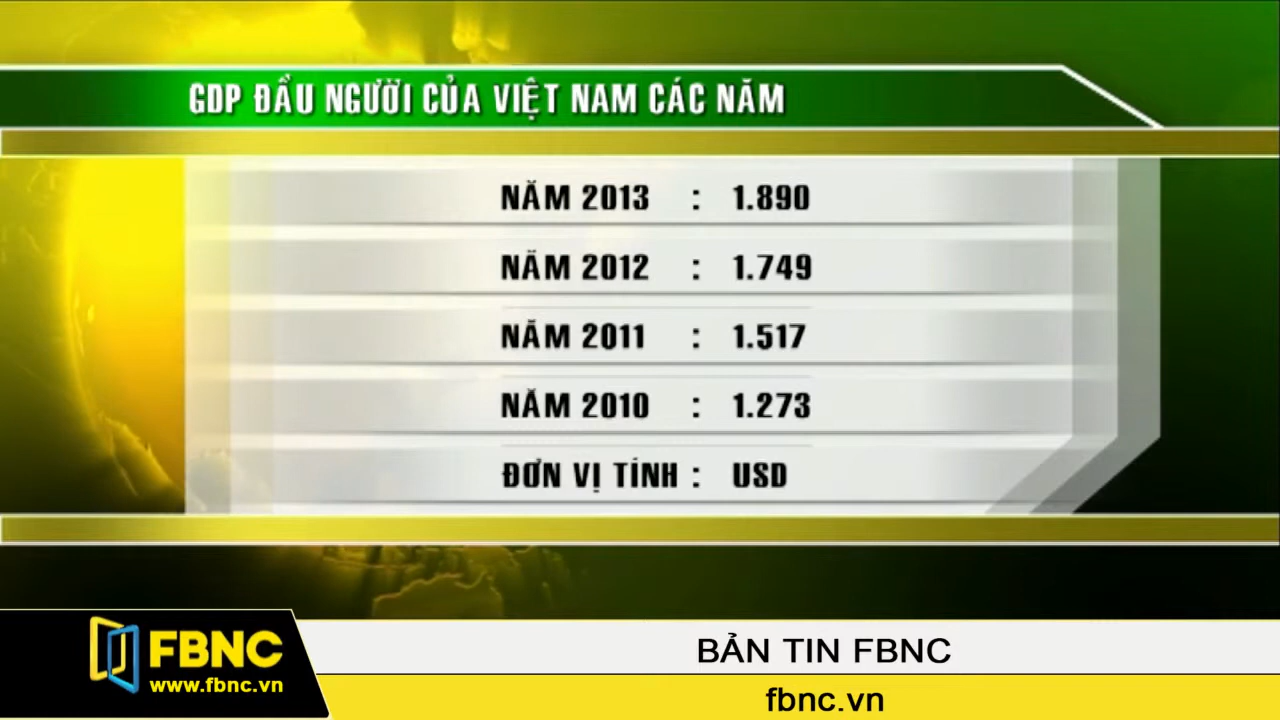 GDP ĐẦU NGƯỜI CỦA VIỆT NAM CÁC NĂM
NĂM 2013 : 1.890
NĂM 2012 : 1.749
NĂM 2011 : 1.517
NĂM 2010 : 1.273
ĐƠN VỊ TÍNH : USD
FBNC
www.fbnc.vn
BẢN TIN FBNC
fbnc.vn